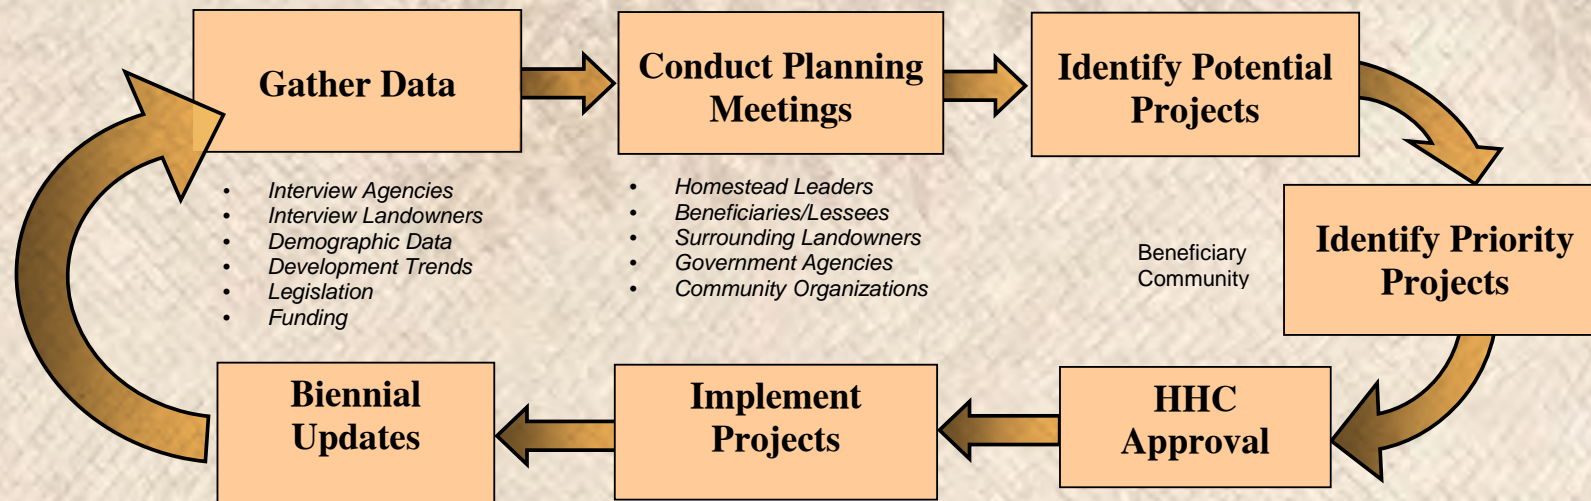 Gather Data
Conduct Planning
Meetings
Identify Potential
Projects
• Interview Agencies
• Interview Landowners
• Demographic Data
• Development Trends
• Legislation
• Funding
• Homestead Leaders
• Beneficiaries/Lessees
• Surrounding Landowners
• Government Agencies
• Community Organizations
Beneficiary
Community
Identify Priority
Projects
HHC
Approval
Implement
Projects
Biennial
Updates